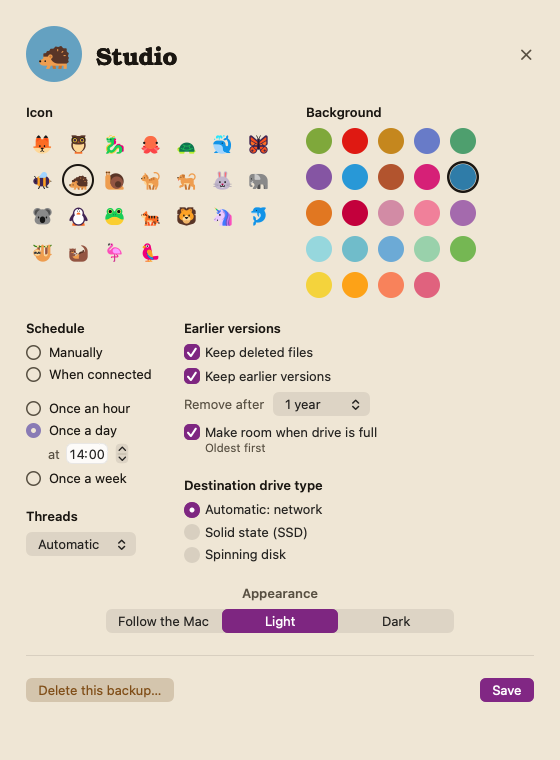 Studio
Icon
Background
Schedule
Manually
When connected
Once an hour
Once a day
at 14:00
Once a week
Threads
Automatic
Earlier versions
Keep deleted files
Keep earlier versions
Remove after 1 year
Make room when drive is full
Oldest first
Destination drive type
Automatic: network
Solid state (SSD)
Spinning disk
Appearance
Follow the Mac Light Dark
Delete this backup... Save